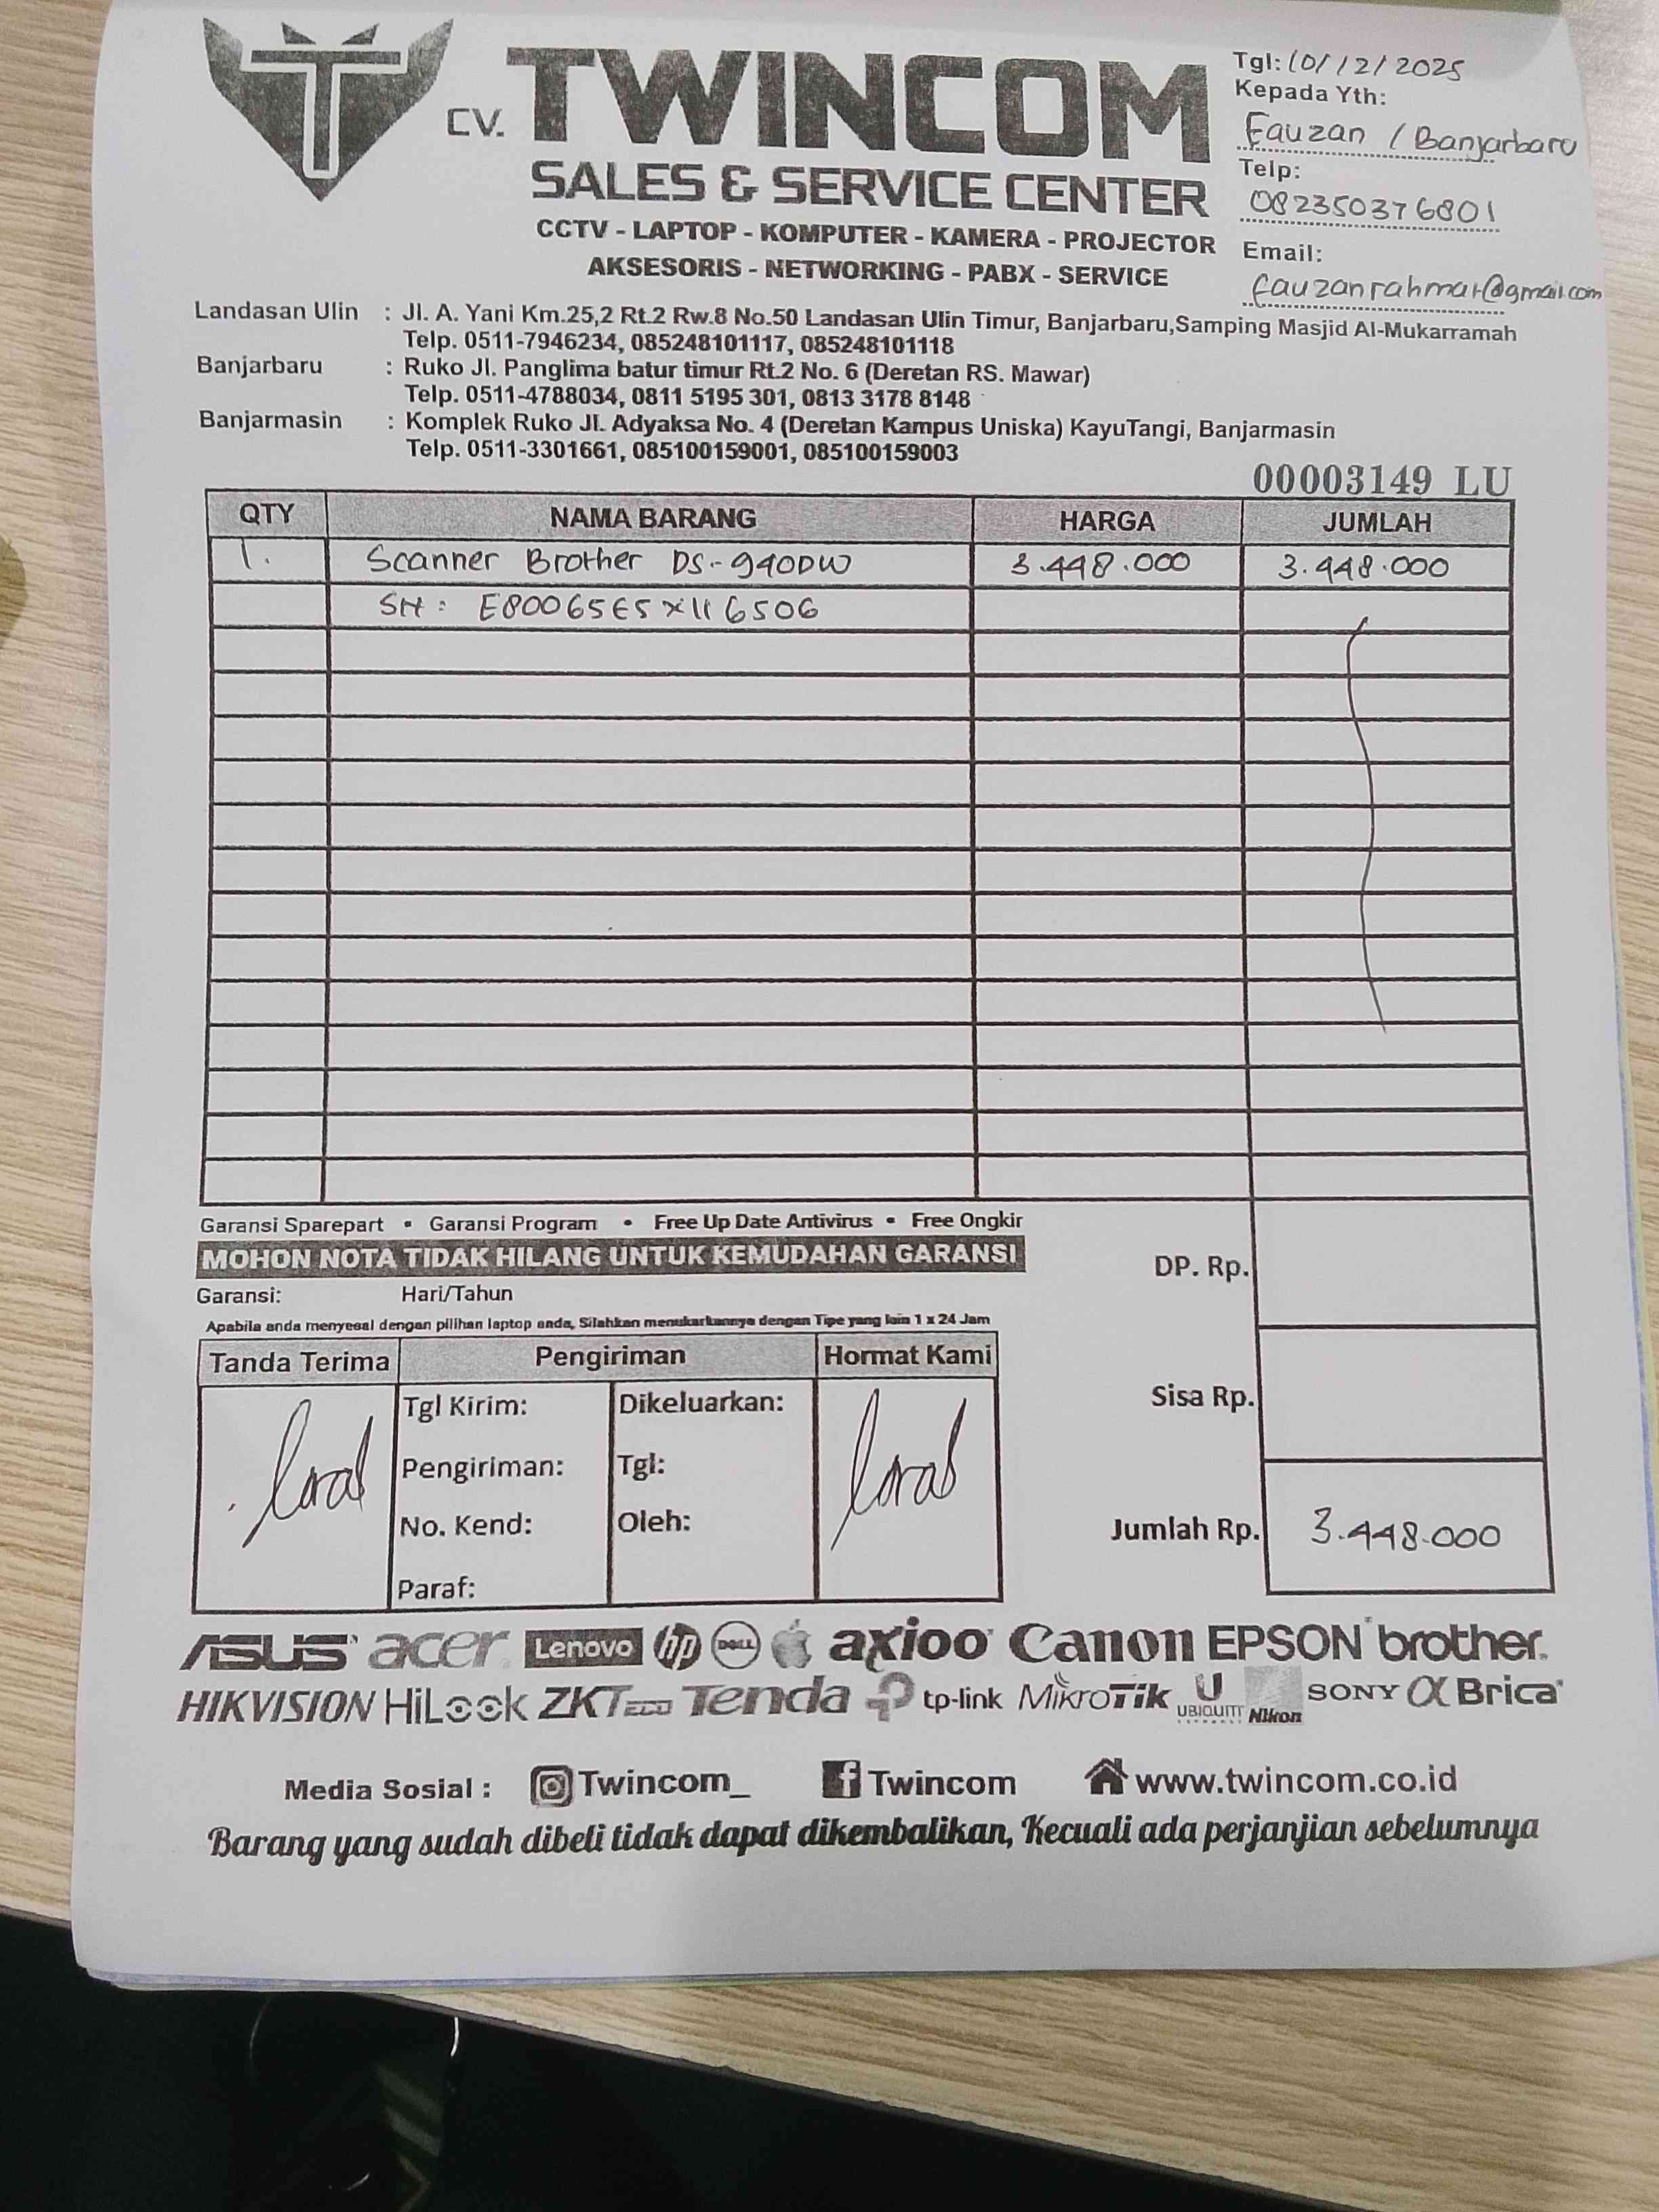 CV. TWINCOM
SALES & SERVICE CENTER
CCTV - LAPTOP - KOMPUTER - KAMERA - PROJECTOR
AKSESORIS - NETWORKING - PABX - SERVICE
Tgl: 10/12/2025
Kepada Yth:
Fauzan / Banjarbaru
Telp:
082350376801
Email:
fauzanrahmat@gmail.com
Landasan Ulin : Jl. A. Yani Km.25,2 Rt.2 Rw.8 No.50 Landasan Ulin Timur, Banjarbaru,Samping Masjid Al-Mukarramah
Telp. 0511-7946234, 085248101117, 085248101118
Banjarbaru : Ruko Jl. Panglima batur timur Rt.2 No. 6 (Deretan RS. Mawar)
Telp. 0511-4788034, 0811 5195 301, 0813 3178 8148
Banjarmasin : Komplek Ruko Jl. Adyaksa No. 4 (Deretan Kampus Uniska) KayuTangi, Banjarmasin
Telp. 0511-3301661, 085100159001, 085100159003
00003149 LU
QTY NAMA BARANG HARGA JUMLAH
1. Scanner Brother DS-940DW 3.448.000 3.448.000
SN: E80065E5X116506
Garansi Sparepart • Garansi Program • Free Up Date Antivirus • Free Ongkir
MOHON NOTA TIDAK HILANG UNTUK KEMUDAHAN GARANSI
Garansi: Hari/Tahun
Apabila anda menyesal dengan pilihan laptop anda, Silahkan menukarkannya dengan Tipe yang lain 1 x 24 Jam
DP. Rp.
Sisa Rp.
Jumlah Rp. 3.448.000
Tanda Terima Pengiriman Hormat Kami
Tgl Kirim: Dikeluarkan:
Pengiriman: Tgl:
No. Kend: Oleh:
Paraf:
ASUS acer Lenovo hp DELL axioo Canon EPSON brother
HIKVISION HiLook ZKTeco Tenda tp-link MikroTik U UBIQUITI Nikon SONY α Brica
Media Sosial : Twincom_ f Twincom www.twincom.co.id
Barang yang sudah dibeli tidak dapat dikembalikan, Kecuali ada perjanjian sebelumnya